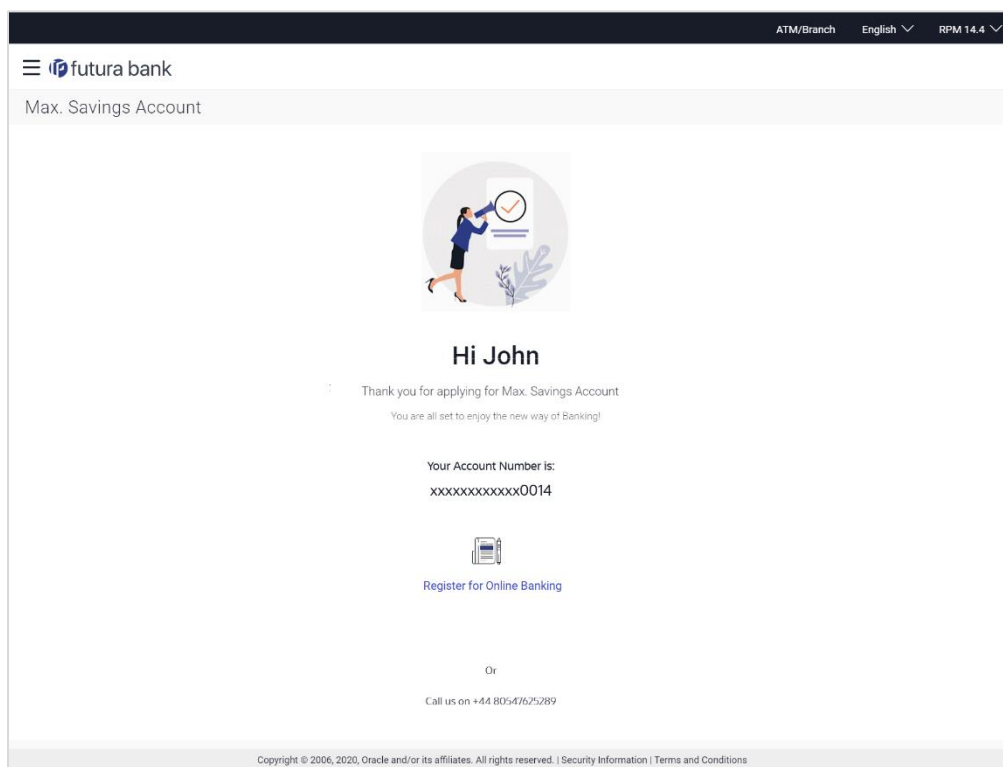 ATM/Branch English RPM 14.4
futura bank
Max. Savings Account
Hi John
Thank you for applying for Max. Savings Account
You are all set to enjoy the new way of Banking!
Your Account Number is:
xxxxxxxxxxxx0014
Register for Online Banking
Or
Call us on +44 80547625289
Copyright © 2006, 2020, Oracle and/or its affiliates. All rights reserved. | Security Information | Terms and Conditions